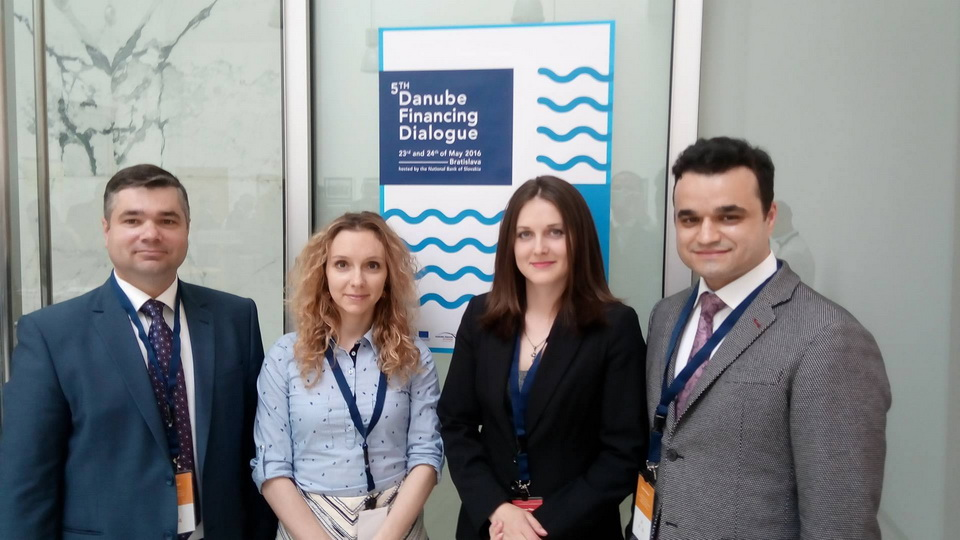 5TH
Danube
Financing
Dialogue
23rd and 24th of May 2016
Bratislava
hosted by the National Bank of Slovakia